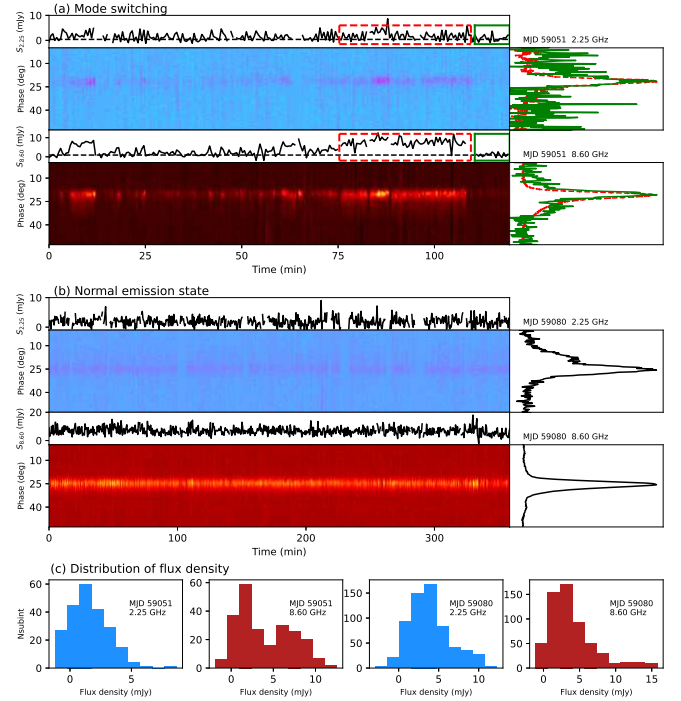 (a) Mode switching
S2.25 (mJy)
10
0
MJD 59051 2.25 GHz
Phase (deg)
10
25
40
S8.60 (mJy)
10
0
MJD 59051 8.60 GHz
Phase (deg)
10
25
40
0 25 50 75 100
Time (min)
(b) Normal emission state
S2.25 (mJy)
10
0
MJD 59080 2.25 GHz
Phase (deg)
10
25
40
S8.60 (mJy)
20
0
MJD 59080 8.60 GHz
Phase (deg)
10
25
40
0 100 200 300
Time (min)
(c) Distribution of flux density
Nsubint
60
40
20
0
MJD 59051
2.25 GHz
0 5
Flux density (mJy)
60
40
20
0
MJD 59051
8.60 GHz
0 5 10
Flux density (mJy)
150
100
50
0
MJD 59080
2.25 GHz
0 5 10
Flux density (mJy)
150
100
50
0
MJD 59080
8.60 GHz
0 5 10 15
Flux density (mJy)